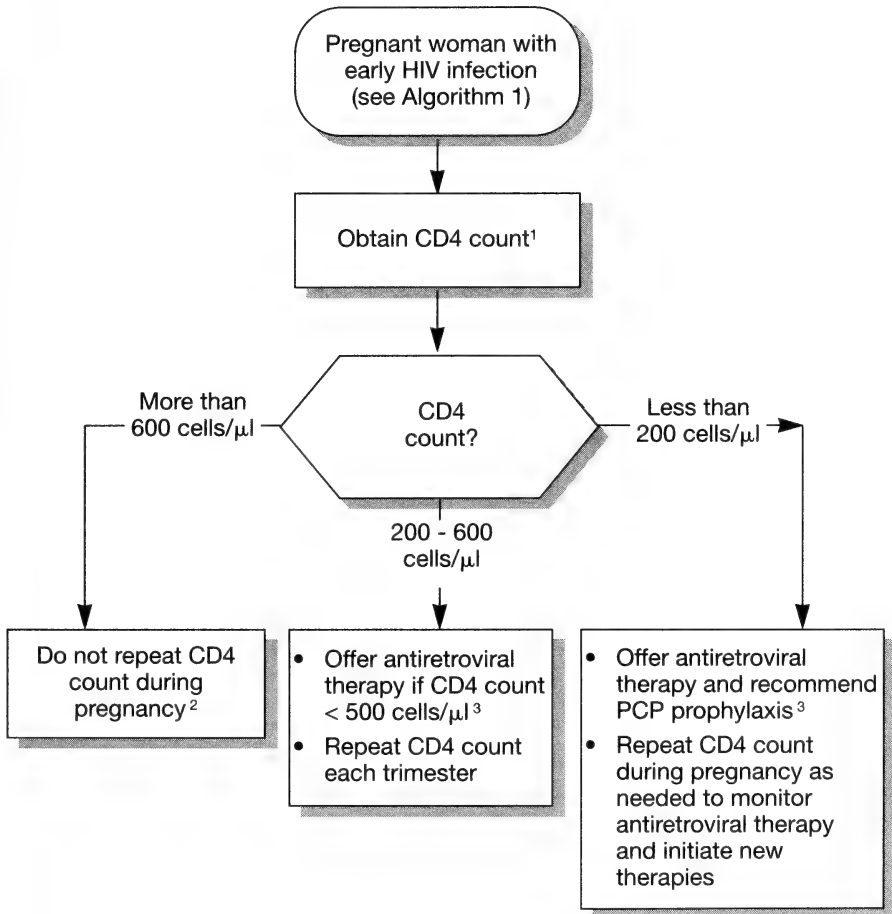 Pregnant woman with
early HIV infection
(see Algorithm 1)
Obtain CD4 count¹
CD4
count?
More than
600 cells/µl
Less than
200 cells/µl
200 - 600
cells/µl
Do not repeat CD4
count during
pregnancy²
• Offer antiretroviral
therapy if CD4 count
< 500 cells/µl³
• Repeat CD4 count
each trimester
• Offer antiretroviral
therapy and recommend
PCP prophylaxis³
• Repeat CD4 count
during pregnancy as
needed to monitor
antiretroviral therapy
and initiate new
therapies